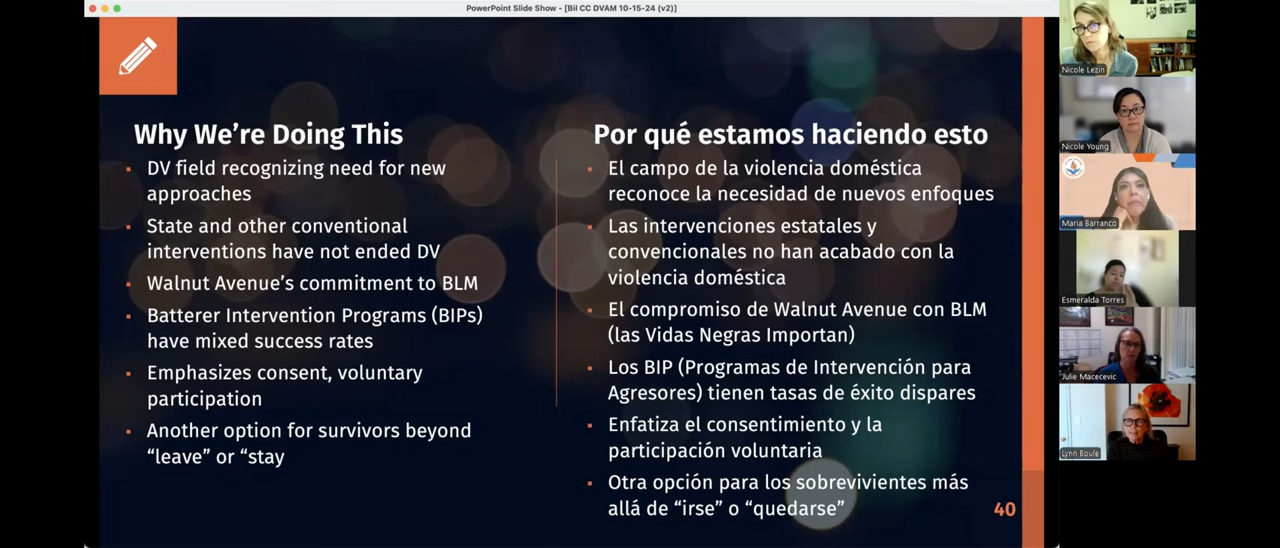 PowerPoint Slide Show - [Bil CC DVAM 10-15-24 (v2)]
Why We're Doing This
DV field recognizing need for new
approaches
State and other conventional
interventions have not ended DV
Walnut Avenue's commitment to BLM
Batterer Intervention Programs (BIPs)
have mixed success rates
Emphasizes consent, voluntary
participation
Another option for survivors beyond
“leave” or “stay
Por qué estamos haciendo esto
El campo de la violencia doméstica
reconoce la necesidad de nuevos enfoques
Las intervenciones estatales y
convencionales no han acabado con la
violencia doméstica
El compromiso de Walnut Avenue con BLM
(las Vidas Negras Importan)
Los BIP (Programas de Intervención para
Agresores) tienen tasas de éxito dispares
Enfatiza el consentimiento y la
participación voluntaria
Otra opción para los sobrevivientes más
allá de “irse” o “quedarse”
40
Nicole Lezin
Nicole Young
Maria Barranco
Esmeralda Torres
Julie Macecevic
Lynn Boule